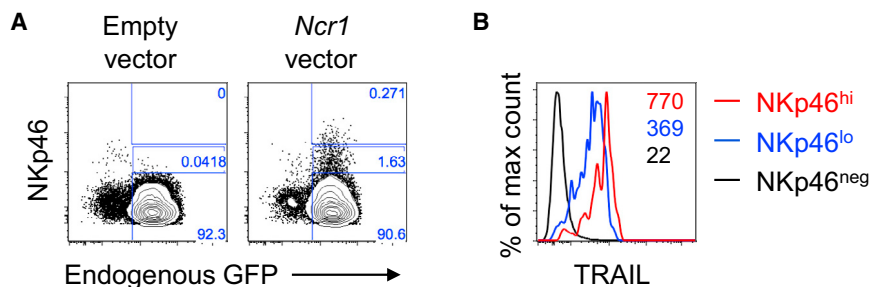 A
Empty
vector
Ncr1
vector
NKp46
0
0.0418
92.3
0.271
1.63
90.6
Endogenous GFP
B
% of max count
770
369
22
TRAIL
NKp46hi
NKp46lo
NKp46neg